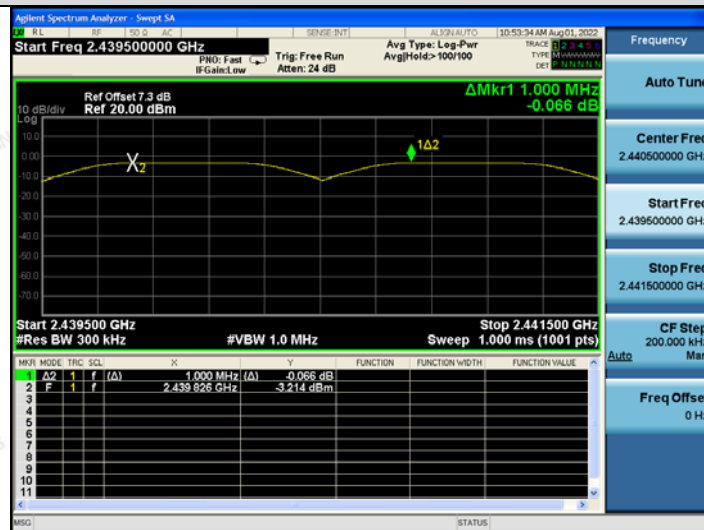 Agilent Spectrum Analyzer - Swept SA
RL RF 50 Ω AC SENSE:INT ALIGN AUTO 10:53:34 AM Aug 01, 2022
Start Freq 2.439500000 GHz
PNO: Fast
IFGain:Low
Trig: Free Run
Atten: 24 dB
Avg Type: Log-Pwr
Avg|Hold:>100/100
TRACE 1 2 3 4 5 6
TYPE M
DET P N N N N N
Ref Offset 7.3 dB
Ref 20.00 dBm
10 dB/div
Log
ΔMkr1 1.000 MHz
-0.066 dB
10.0
0.00
-10.0
-20.0
-30.0
-40.0
-50.0
-60.0
-70.0
X2
1Δ2
Start 2.439500 GHz
Stop 2.441500 GHz
#Res BW 300 kHz
#VBW 1.0 MHz
Sweep 1.000 ms (1001 pts)
MKR MODE TRC SCL X Y FUNCTION FUNCTION WIDTH FUNCTION VALUE
1 Δ2 1 f (Δ) 1.000 MHz (Δ) -0.066 dB
2 F 1 f 2.439 826 GHz -3.214 dBm
3
4
5
6
7
8
9
10
11
MSG
STATUS
Frequency
Auto Tune
Center Freq
2.440500000 GHz
Start Freq
2.439500000 GHz
Stop Freq
2.441500000 GHz
CF Step
200.000 kHz
Auto Man
Freq Offset
0 Hz